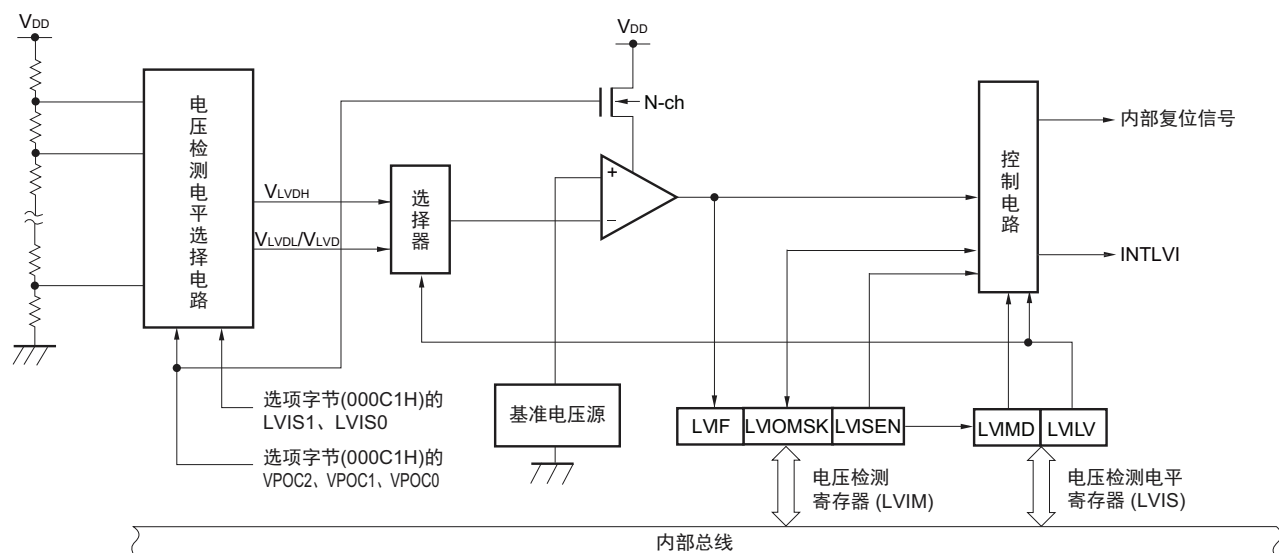 VDD
电压检测电平选择电路
VLVDH
VLVDL/VLVD
选择器
VDD
N-ch
+
−
控制电路
内部复位信号
INTLVI
基准电压源
选项字节(000C1H)的
LVIS1、LVIS0
选项字节(000C1H)的
VPOC2、VPOC1、VPOC0
LVIF
LVIOMSK
LVISEN
LVIMD
LVILV
电压检测
寄存器 (LVIM)
电压检测电平
寄存器 (LVIS)
内部总线